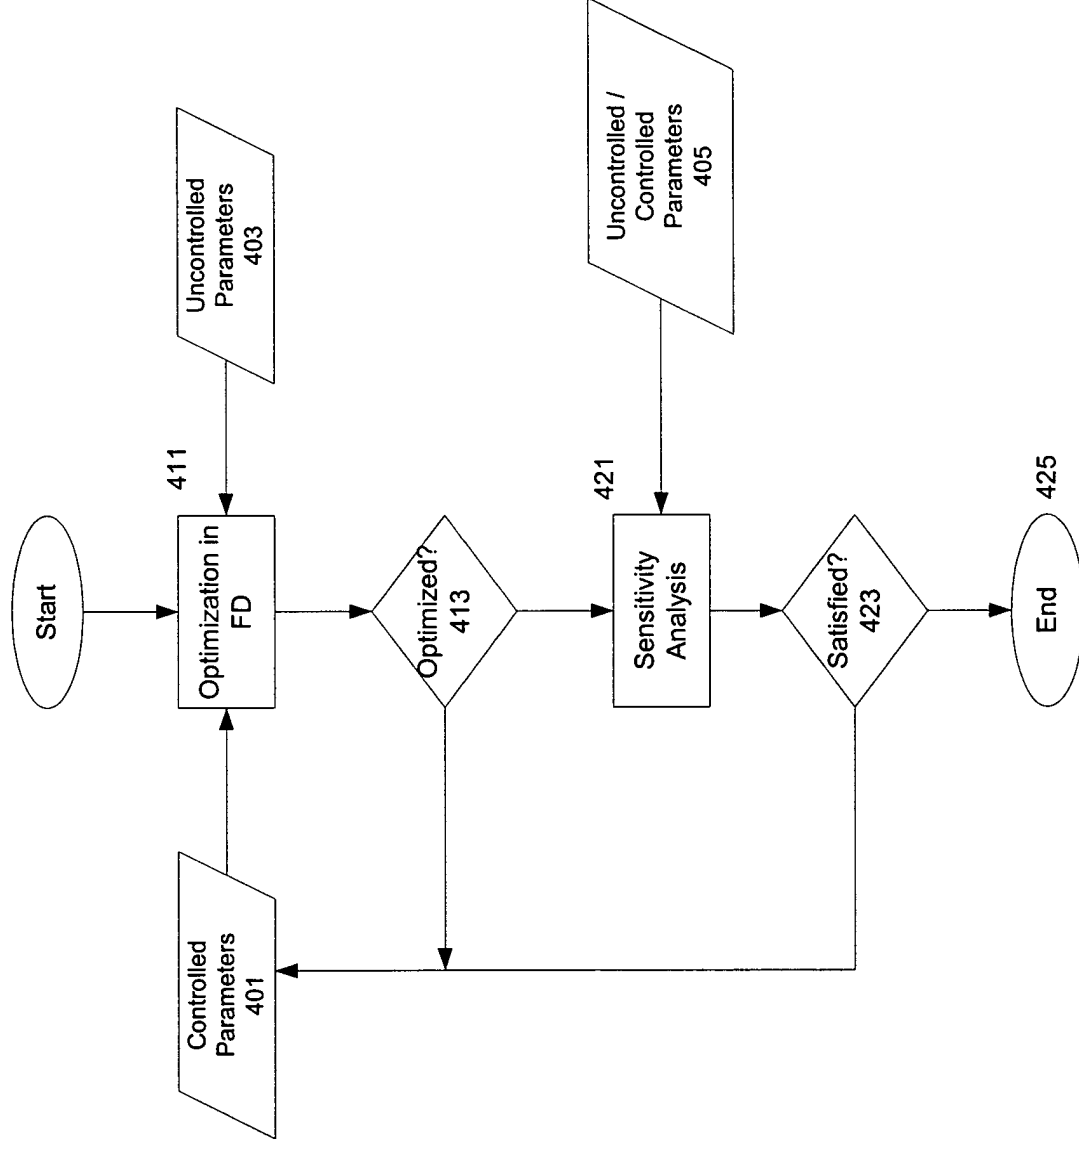 Start
411
Optimization in
FD
Controlled
Parameters
401
Uncontrolled
Parameters
403
Optimized?
413
421
Sensitivity
Analysis
Uncontrolled /
Controlled
Parameters
405
Satisfied?
423
End
425